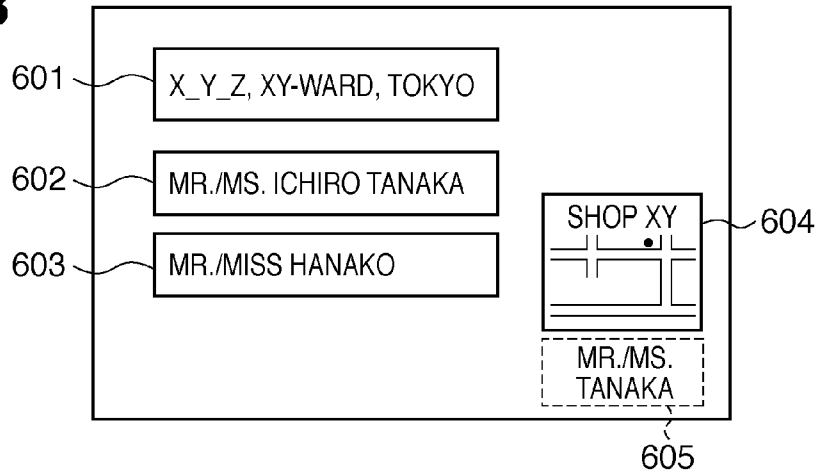 601
X_Y_Z, XY-WARD, TOKYO
602
MR./MS. ICHIRO TANAKA
603
MR./MISS HANAKO
SHOP XY
604
MR./MS.
TANAKA
605